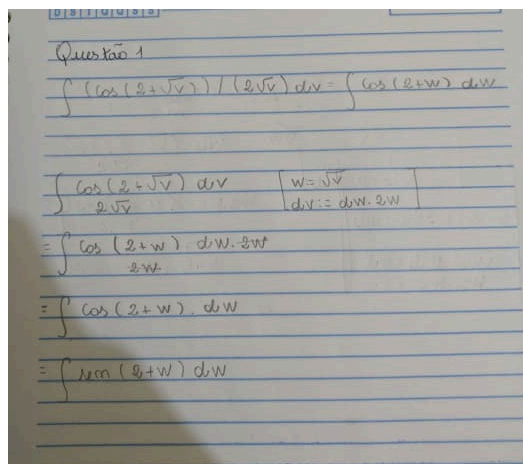 DSTQQSS
Questão 1
∫ (cos(2+√v)) / (2√v) dv = ∫ cos(2+w) dw
∫ cos(2+√v) dv / 2√v [w=√v
dv:= dw.2w]
= ∫ cos(2+w) . dw.2w / 2w.
= ∫ cos(2+w). dw
= ∫ sen(2+w) dw